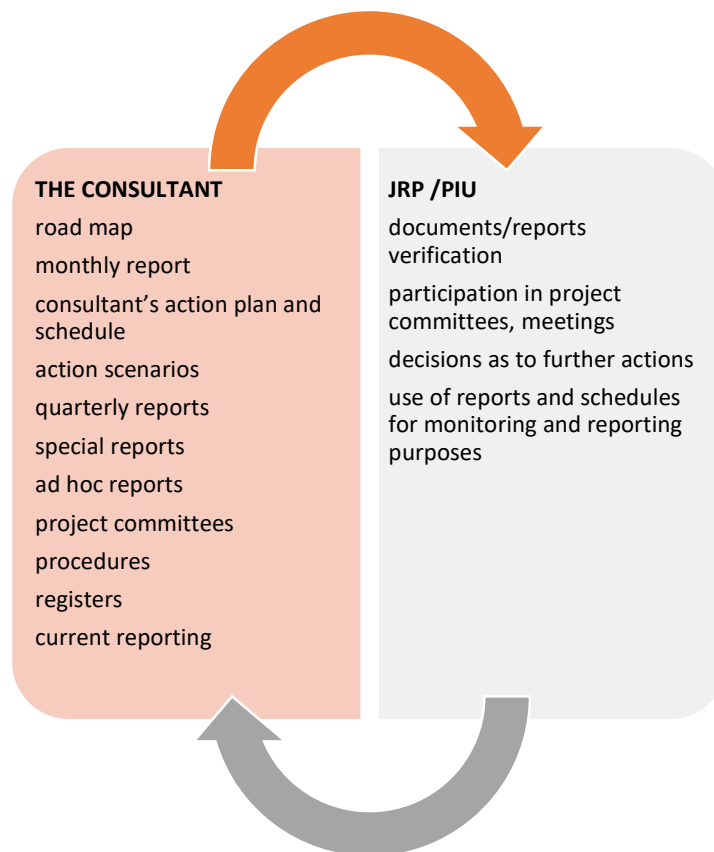 THE CONSULTANT
road map
monthly report
consultant’s action plan and
schedule
action scenarios
quarterly reports
special reports
ad hoc reports
project committees
procedures
registers
current reporting
JRP /PIU
documents/reports
verification
participation in project
committees, meetings
decisions as to further actions
use of reports and schedules
for monitoring and reporting
purposes